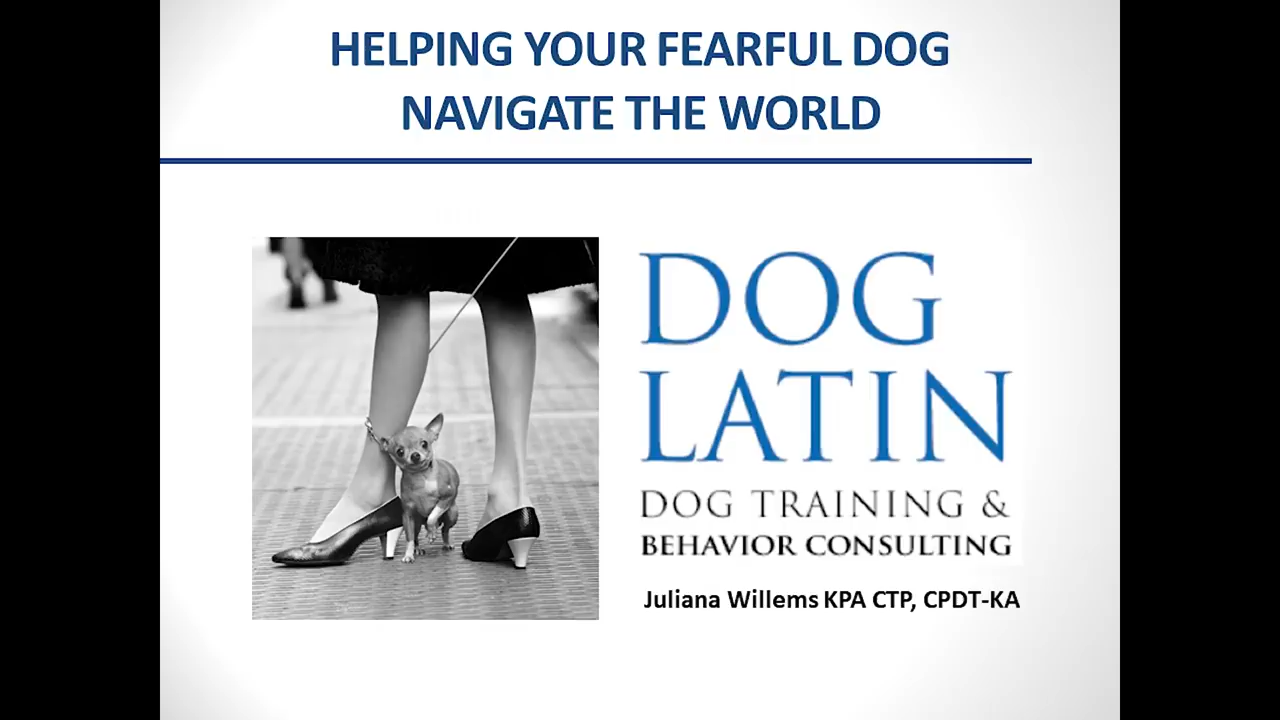 HELPING YOUR FEARFUL DOG
NAVIGATE THE WORLD
DOG
LATIN
DOG TRAINING &
BEHAVIOR CONSULTING
Juliana Willems KPA CTP, CPDT-KA